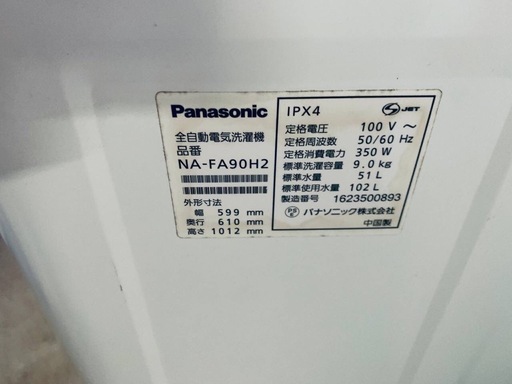 Panasonic
全自動電気洗濯機
品番
NA-FA90H2
外形寸法
幅 599 mm
奥行 610 mm
高さ 1012 mm
IPX4
S JET
定格電圧 100 V ～
定格周波数 50/60 Hz
定格消費電力 350 W
標準洗濯容量 9.0 kg
標準水量 51 L
標準使用水量 102 L
製造番号 1623500893
PS E パナソニック株式会社
中国製